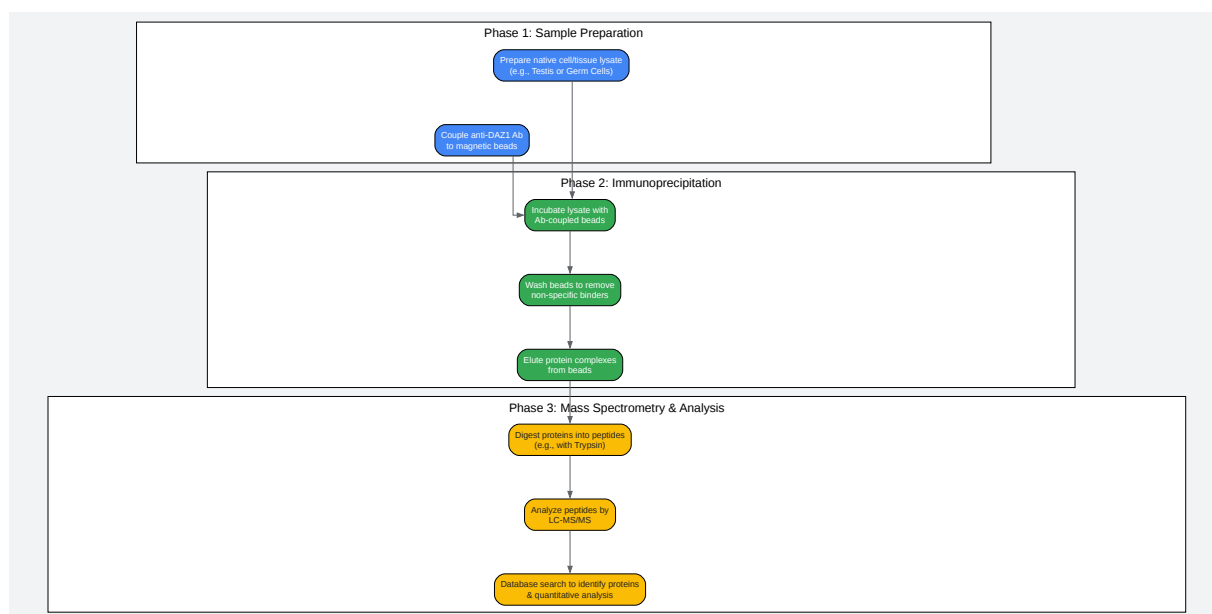 Phase 1: Sample Preparation
Prepare native cell/tissue lysate
(e.g., Testis or Germ Cells)
Couple anti-DAZ1 Ab
to magnetic beads
Phase 2: Immunoprecipitation
Incubate lysate with
Ab-coupled beads
Wash beads to remove
non-specific binders
Elute protein complexes
from beads
Phase 3: Mass Spectrometry & Analysis
Digest proteins into peptides
(e.g., with Trypsin)
Analyze peptides by
LC-MS/MS
Database search to identify proteins
& quantitative analysis